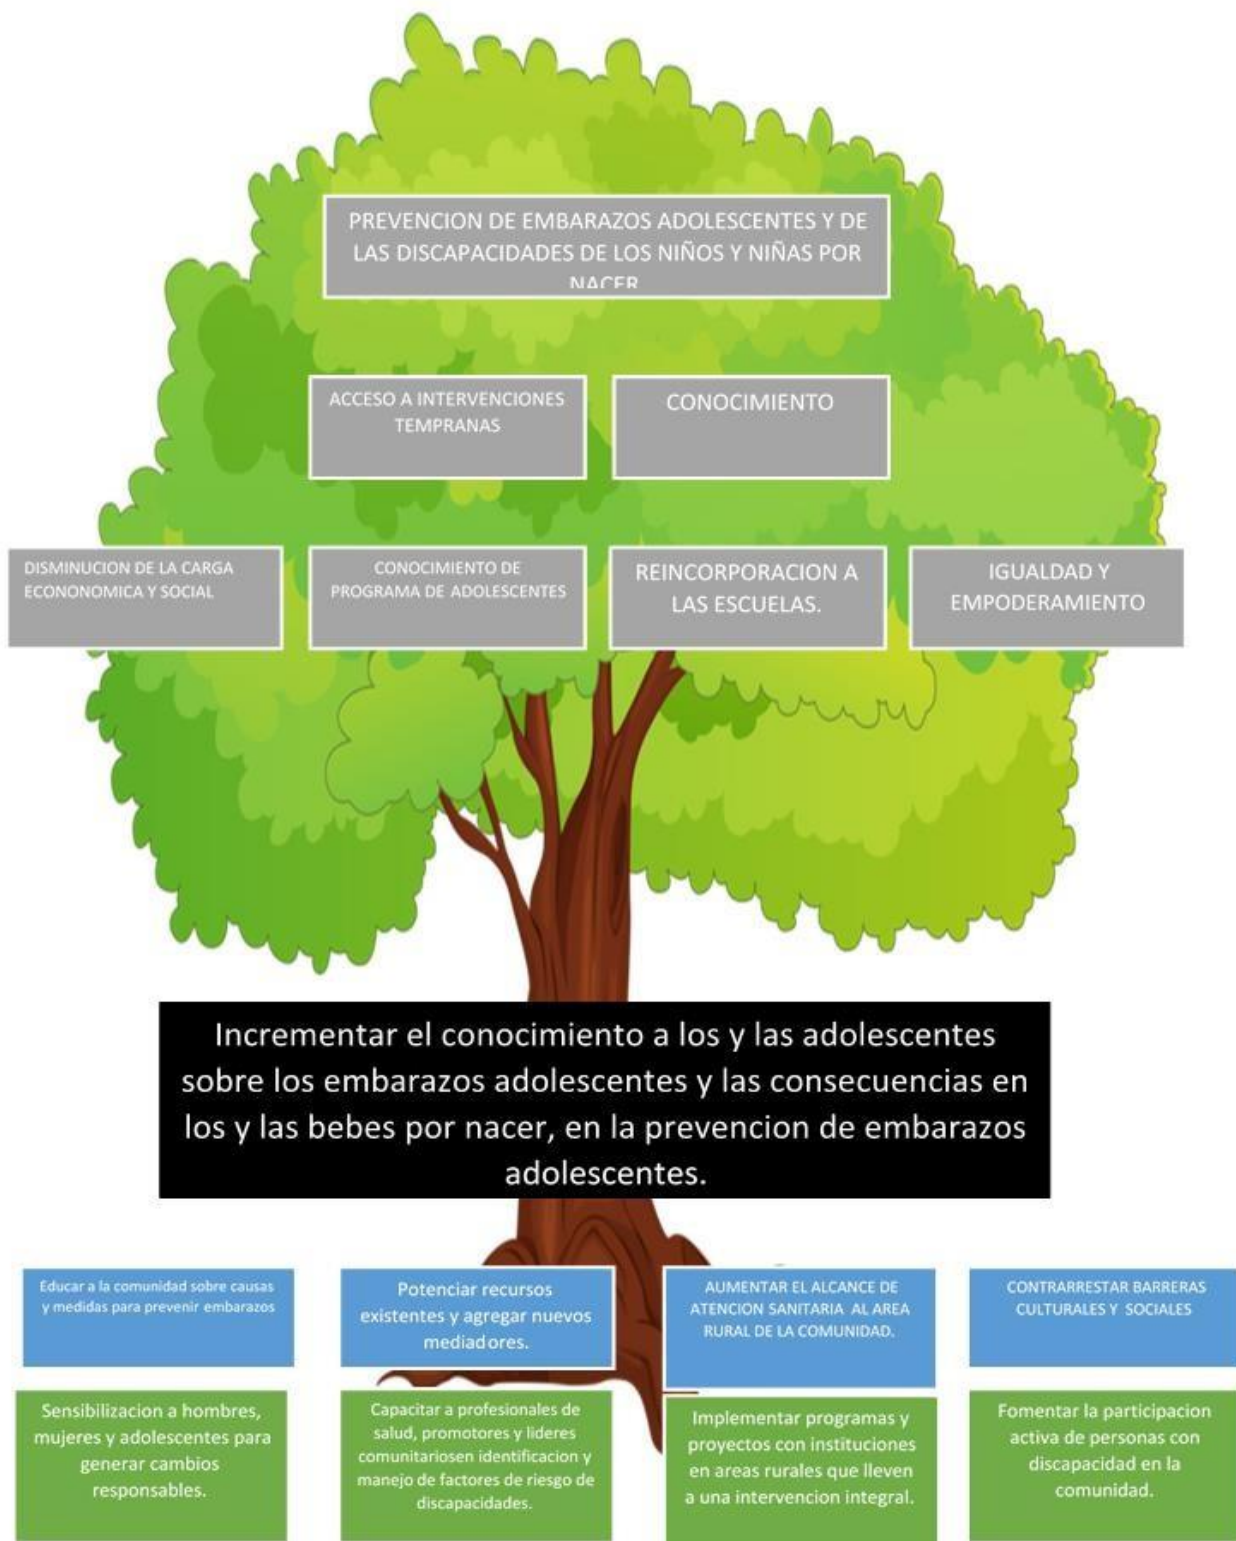 PREVENCION DE EMBARAZOS ADOLESCENTES Y DE
LAS DISCAPACIDADES DE LOS NIÑOS Y NIÑAS POR
NACER
ACCESO A INTERVENCIONES
TEMPRANAS
CONOCIMIENTO
DISMINUCION DE LA CARGA
ECONONOMICA Y SOCIAL
CONOCIMIENTO DE
PROGRAMA DE ADOLESCENTES
REINCORPORACION A
LAS ESCUELAS.
IGUALDAD Y
EMPODERAMIENTO
Incrementar el conocimiento a los y las adolescentes
sobre los embarazos adolescentes y las consecuencias en
los y las bebes por nacer, en la prevencion de embarazos
adolescentes.
Educar a la comunidad sobre causas
y medidas para prevenir embarazos
Potenciar recursos
existentes y agregar nuevos
mediadores.
AUMENTAR EL ALCANCE DE
ATENCION SANITARIA AL AREA
RURAL DE LA COMUNIDAD.
CONTRARRESTAR BARRERAS
CULTURALES Y SOCIALES
Sensibilizacion a hombres,
mujeres y adolescentes para
generar cambios
responsables.
Capacitar a profesionales de
salud, promotores y lideres
comunitariosen identificacion y
manejo de factores de riesgo de
discapacidades.
Implementar programas y
proyectos con instituciones
en areas rurales que lleven
a una intervencion integral.
Fomentar la participacion
activa de personas con
discapacidad en la
comunidad.